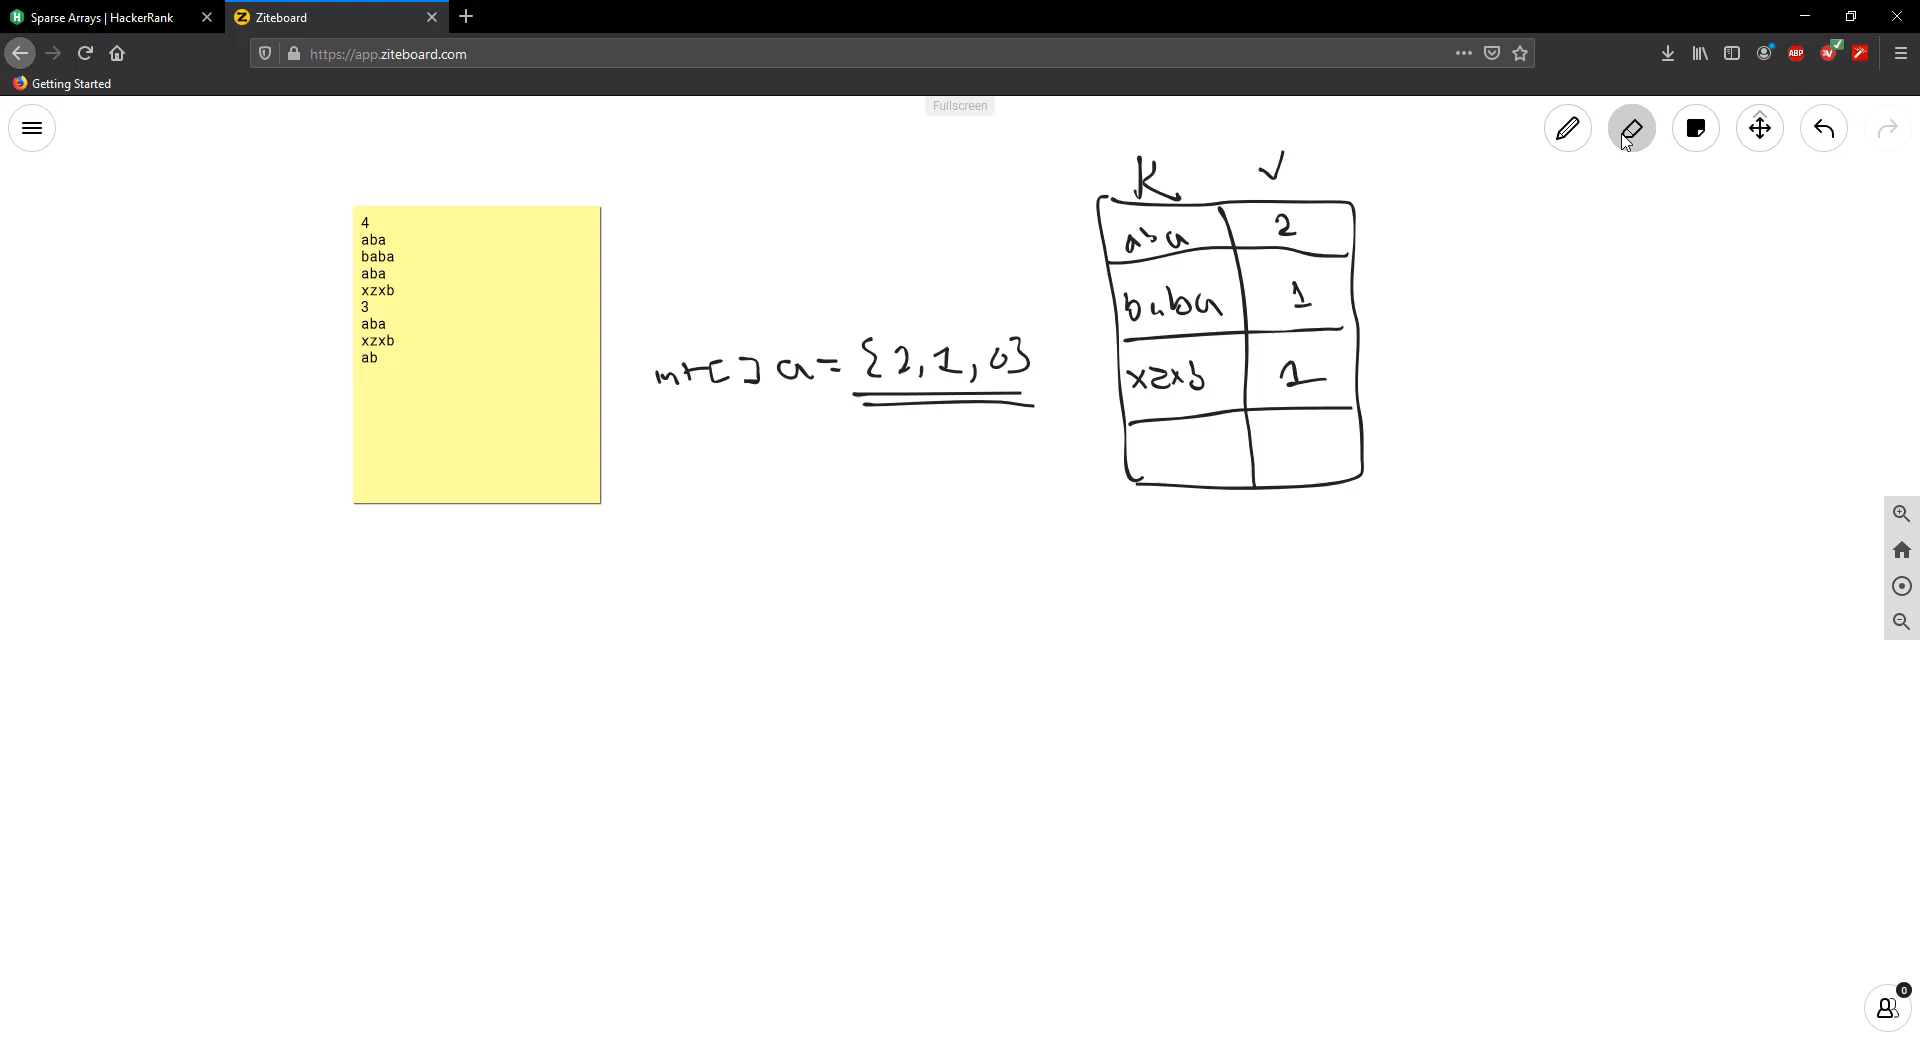 Sparse Arrays | HackerRank
Ziteboard
https://app.ziteboard.com
ABP
Getting Started
Fullscreen
4
aba
baba
aba
xzxb
3
aba
xzxb
ab
int[] a = {2,1,0}
K V
aba 2
baba 1
xzxb 1
0